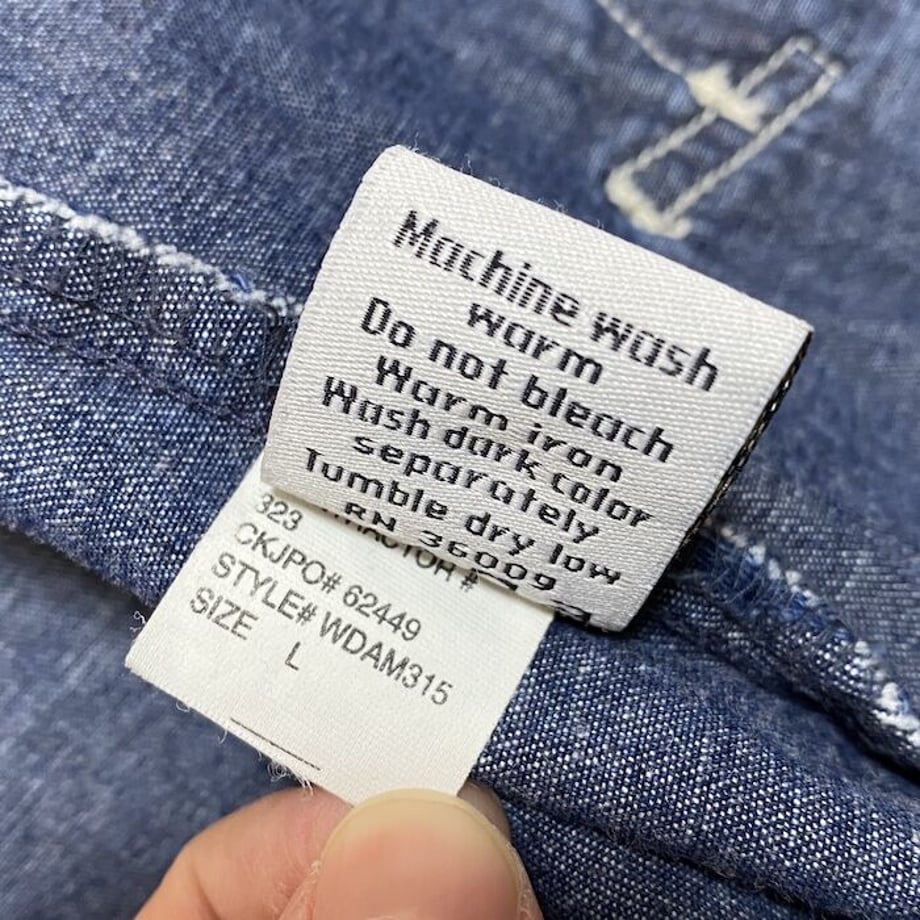 Machine wash
warm
Do not bleach
Warm iron
Wash dark color
separately
Tumble dry low
RN 36009
323
CKJPO# 62449
STYLE# WDAM315
SIZE
L